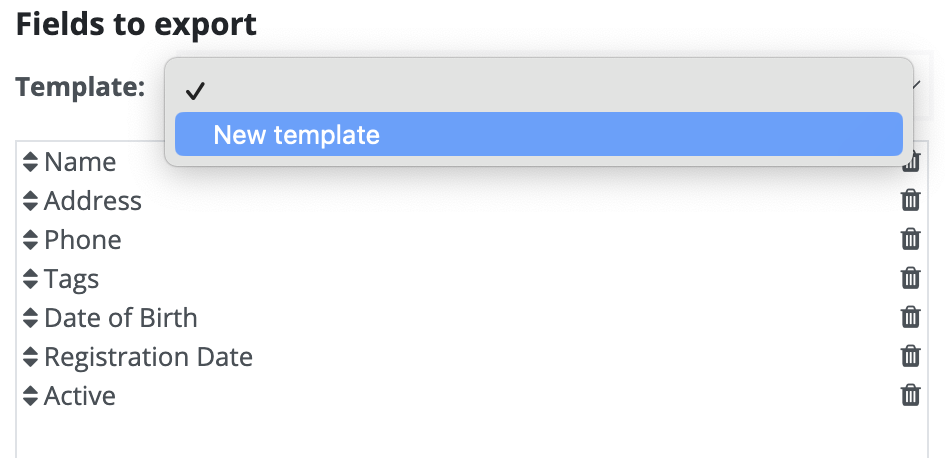 Fields to export
Template:
New template
Name
Address
Phone
Tags
Date of Birth
Registration Date
Active